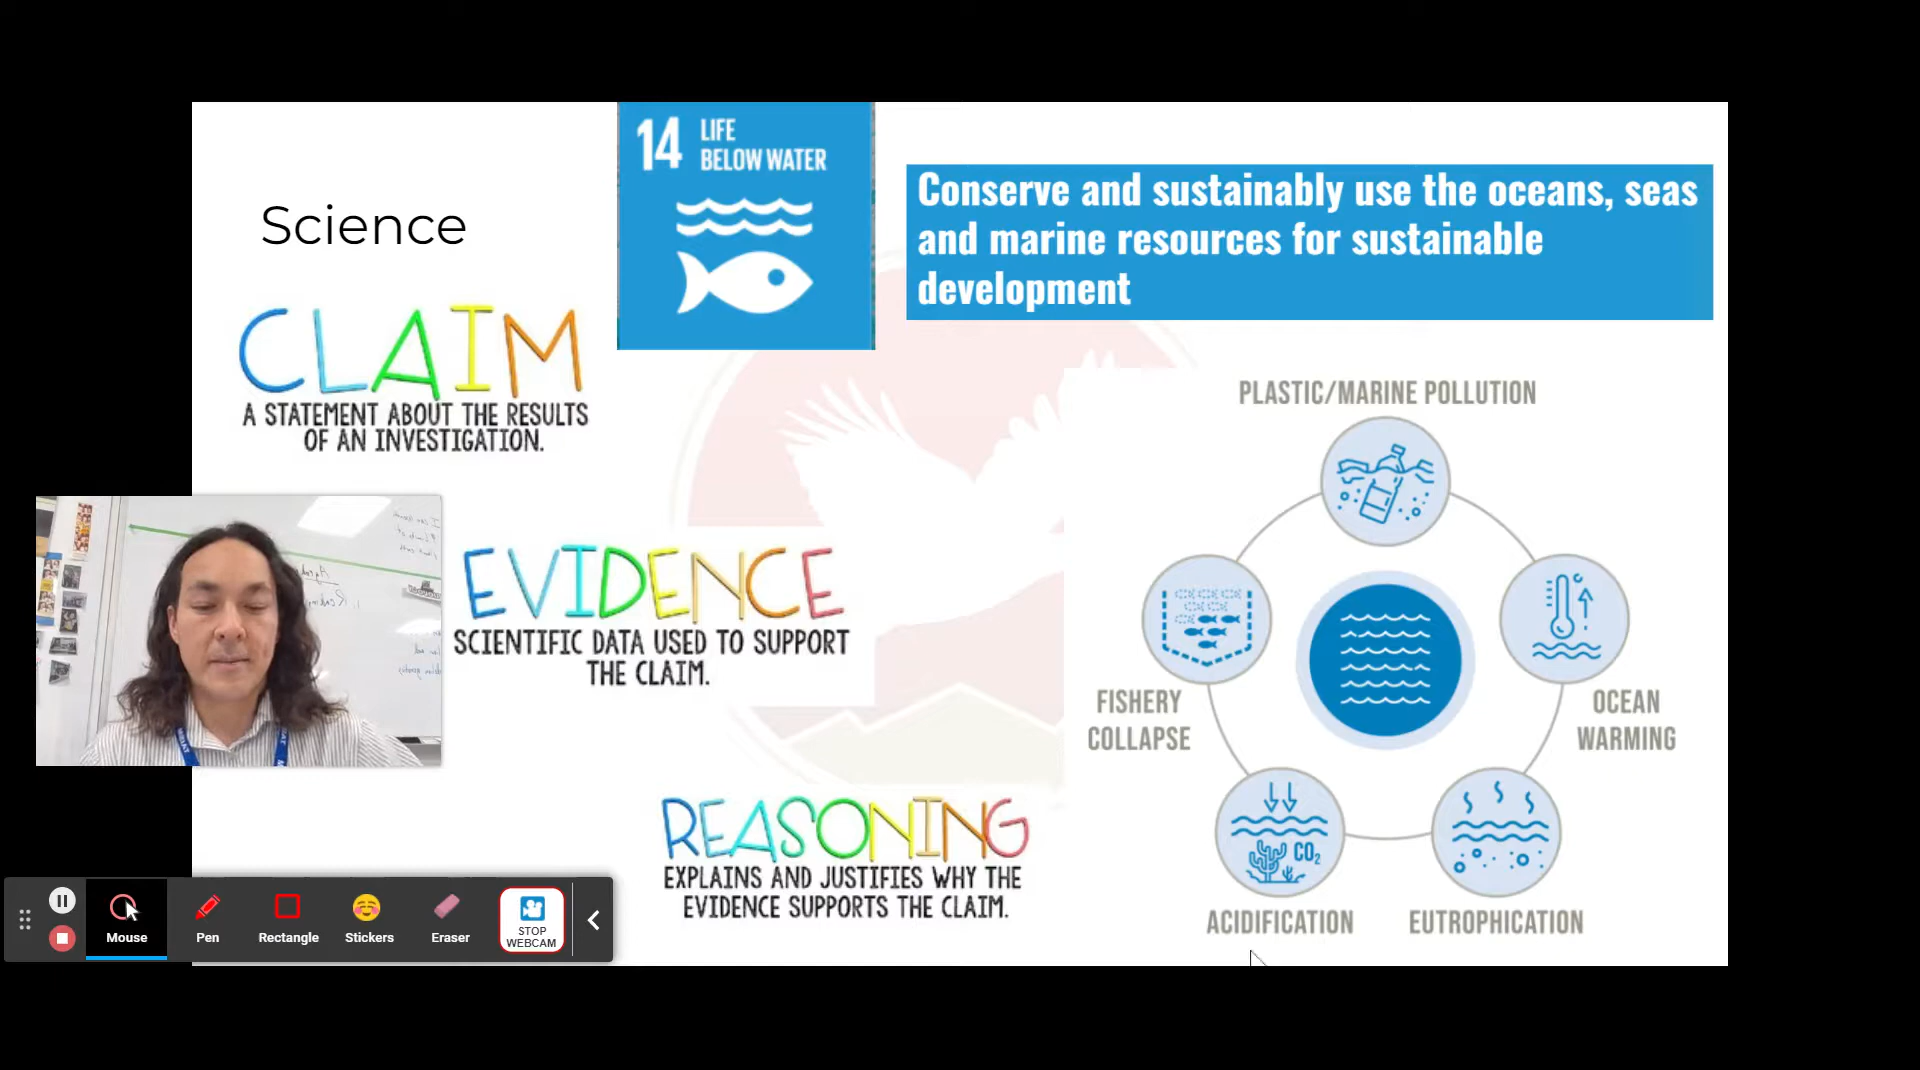 Science
14 LIFE
BELOW WATER
Conserve and sustainably use the oceans, seas
and marine resources for sustainable
development
CLAIM
A STATEMENT ABOUT THE RESULTS
OF AN INVESTIGATION.
EVIDENCE
SCIENTIFIC DATA USED TO SUPPORT
THE CLAIM.
REASONING
EXPLAINS AND JUSTIFIES WHY THE
EVIDENCE SUPPORTS THE CLAIM.
PLASTIC/MARINE POLLUTION
OCEAN
WARMING
EUTROPHICATION
CO₂
ACIDIFICATION
FISHERY
COLLAPSE
Mouse
Pen
Rectangle
Stickers
Eraser
STOP
WEBCAM